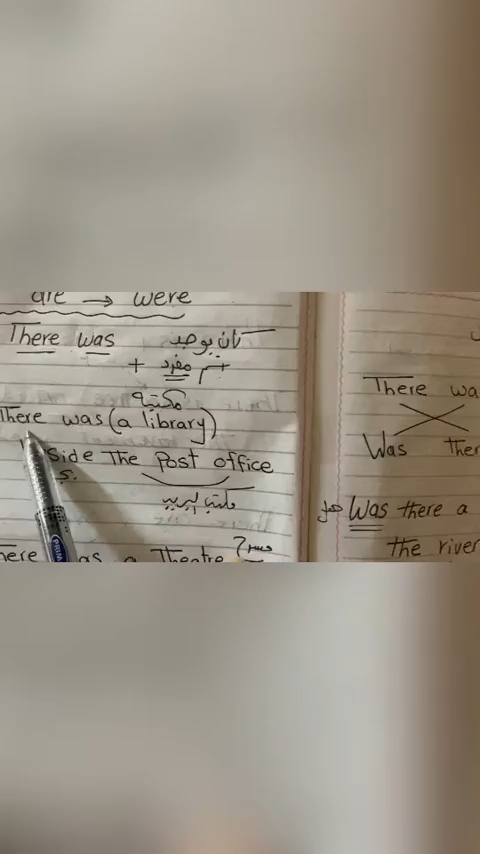 are → were
There was كان يوجد
+ اسم مفرد +
مكتبة
There was (a library)
side The Post office
مكتب البريد
There was a Theatre مسرح
There wa
Was ther
هل Was there a
the river